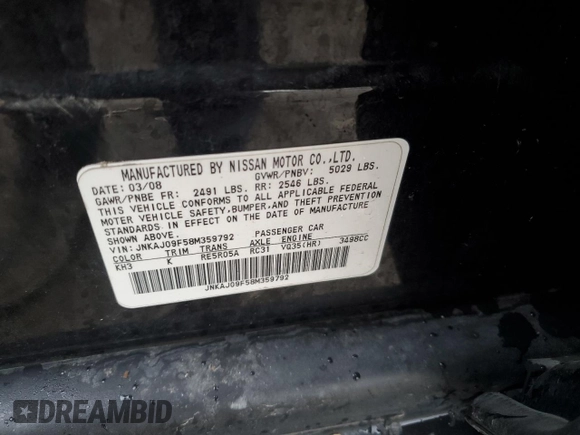 MANUFACTURED BY NISSAN MOTOR CO.,LTD.
DATE: 03/08 GVWR/PNBV: 5029 LBS.
GAWR/PNBE FR: 2491 LBS. RR: 2546 LBS.
THIS VEHICLE CONFORMS TO ALL APPLICABLE FEDERAL
MOTOR VEHICLE SAFETY,BUMPER,AND THEFT PREVENTION
STANDARDS IN EFFECT ON THE DATE OF MANUFACTURE
SHOWN ABOVE.
VIN: JNKAJ09F58M359792 PASSENGER CAR
COLOR TRIM TRANS AXLE ENGINE
KH3 K RE5R05A RC31 VQ35(HR) 3498CC
JNKAJ09F58M359792
DREAMBID